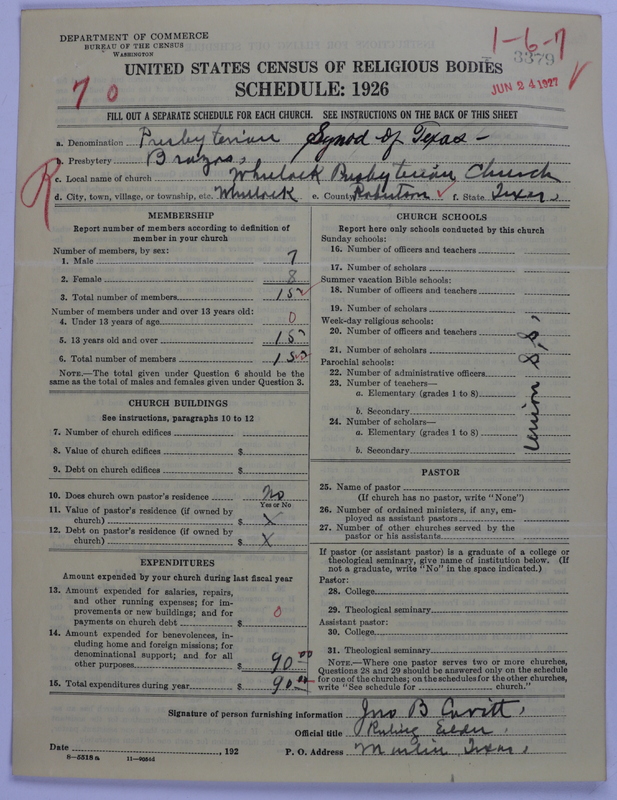 DEPARTMENT OF COMMERCE
BUREAU OF THE CENSUS
WASHINGTON
1-6-7
3379
JUN 24 1927
7 0
UNITED STATES CENSUS OF RELIGIOUS BODIES
SCHEDULE: 1926
FILL OUT A SEPARATE SCHEDULE FOR EACH CHURCH. SEE INSTRUCTIONS ON THE BACK OF THIS SHEET
a. Denomination Presbyterian Synod of Texas -
b. Presbytery Brazos,
c. Local name of church Wheelock Presbyterian Church
d. City, town, village, or township, etc. Wheelock e. County Robertson f. State Texas,
R
MEMBERSHIP
Report number of members according to definition of member in your church
Number of members, by sex:
1. Male 7
2. Female 8
3. Total number of members 15
Number of members under and over 13 years old:
4. Under 13 years of age 0
5. 13 years old and over 15
6. Total number of members 15
NOTE.—The total given under Question 6 should be the same as the total of males and females given under Question 3.
CHURCH BUILDINGS
See instructions, paragraphs 10 to 12
7. Number of church edifices
8. Value of church edifices $
9. Debt on church edifices $
10. Does church own pastor's residence No
Yes or No
11. Value of pastor's residence (if owned by church) $ X
12. Debt on pastor's residence (if owned by church) $ X
EXPENDITURES
Amount expended by your church during last fiscal year
13. Amount expended for salaries, repairs, and other running expenses; for improvements or new buildings; and for payments on church debt $ 0
14. Amount expended for benevolences, including home and foreign missions; for denominational support; and for all other purposes $ 90 00
15. Total expenditures during year $ 90 00
CHURCH SCHOOLS
Report here only schools conducted by this church
Sunday schools:
16. Number of officers and teachers
17. Number of scholars
Summer vacation Bible schools:
18. Number of officers and teachers
19. Number of scholars
Week-day religious schools:
20. Number of officers and teachers
21. Number of scholars
Parochial schools:
22. Number of administrative officers
23. Number of teachers—
a. Elementary (grades 1 to 8)
b. Secondary
24. Number of scholars—
a. Elementary (grades 1 to 8)
b. Secondary
Union S, S,
PASTOR
25. Name of pastor
(If church has no pastor, write "None")
26. Number of ordained ministers, if any, employed as assistant pastors
27. Number of other churches served by the pastor or his assistants
If pastor (or assistant pastor) is a graduate of a college or theological seminary, give name of institution below. (If not a graduate, write "No" in the space indicated.)
Pastor:
28. College
29. Theological seminary
Assistant pastor:
30. College
31. Theological seminary
NOTE.—Where one pastor serves two or more churches, Questions 28 and 29 should be answered only on the schedule for one of the churches; on the schedules for the other churches, write "See schedule for church."
Signature of person furnishing information Jno B Cavitt,
Official title Ruling Elder,
Date , 192 P. O. Address Marlin Texas,
8-5518a 11-90544